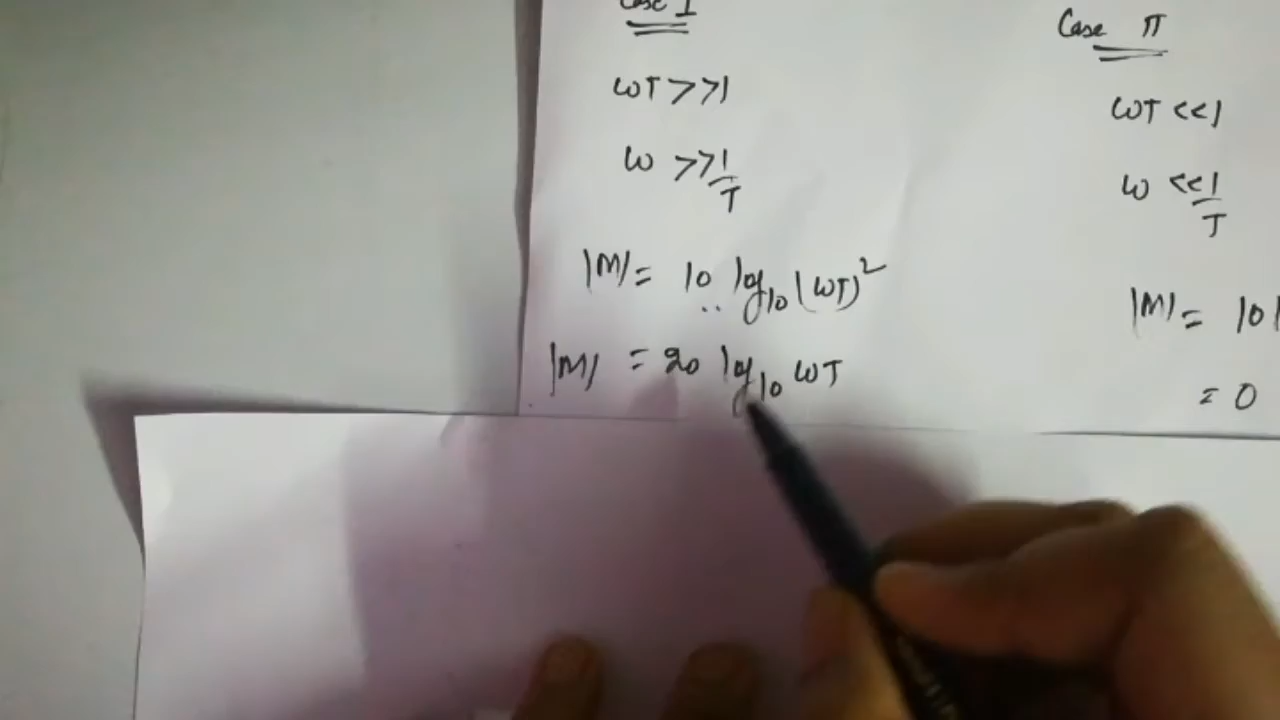 Case I
ωT >>1
ω >>1/T
|M| = 10 log10 (ωT)²
|M| = 20 log10 ωT
Case II
ωT <<1
ω <<1/T
|M| = 10 l
= 0